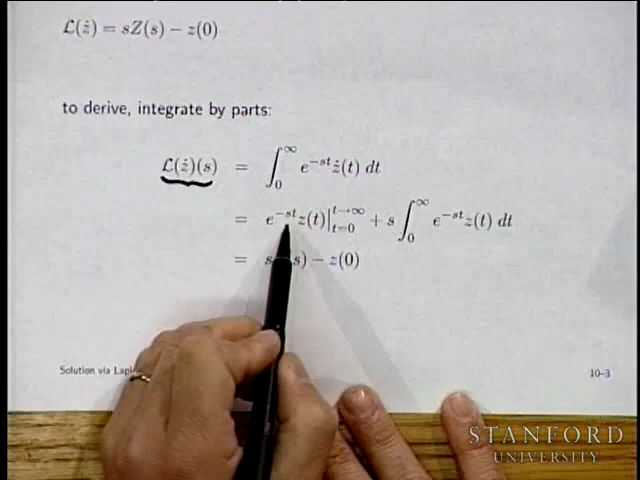 ℒ(ż) = sZ(s) − z(0)
to derive, integrate by parts:
ℒ(ż)(s) = ∫₀^∞ e^{−st} ż(t) dt
= e^{−st} z(t)|_{t=0}^{t→∞} + s ∫₀^∞ e^{−st} z(t) dt
= s (s) − z(0)
Solution via
10–3
STANFORD
UNIVERSITY